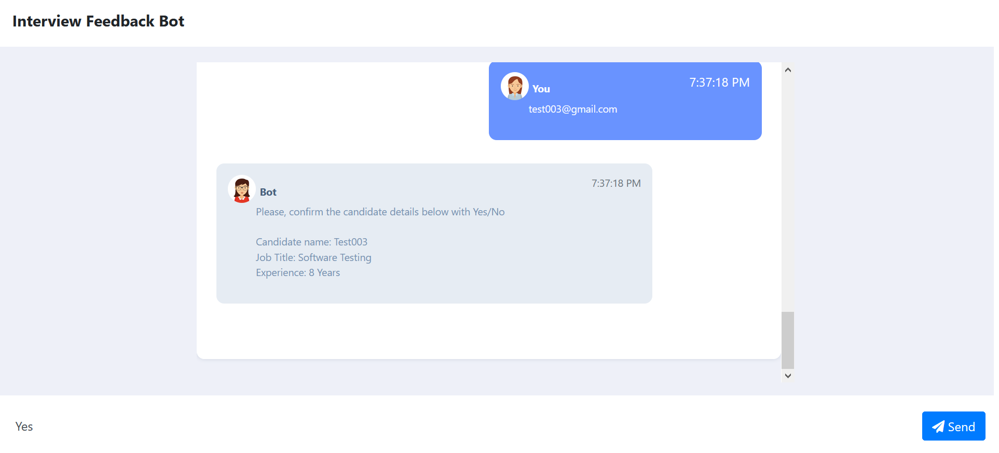 Interview Feedback Bot
You
7:37:18 PM
test003@gmail.com
Bot
7:37:18 PM
Please, confirm the candidate details below with Yes/No
Candidate name: Test003
Job Title: Software Testing
Experience: 8 Years
Yes
Send